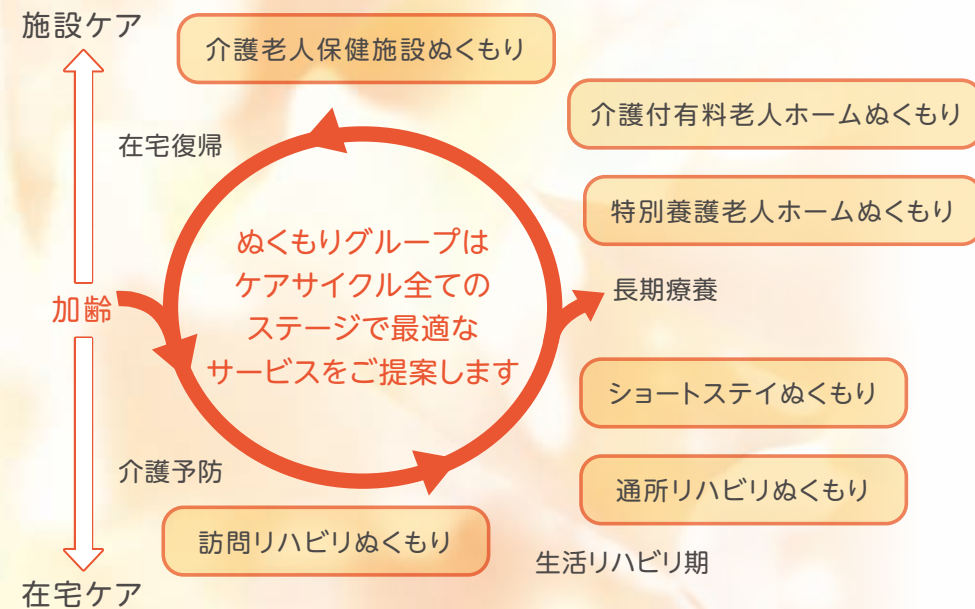 施設ケア
介護老人保健施設ぬくもり
介護付有料老人ホームぬくもり
在宅復帰
特別養護老人ホームぬくもり
ぬくもりグループは
ケアサイクル全ての
ステージで最適な
サービスをご提案します
加齢
長期療養
ショートステイぬくもり
介護予防
通所リハビリぬくもり
訪問リハビリぬくもり
生活リハビリ期
在宅ケア